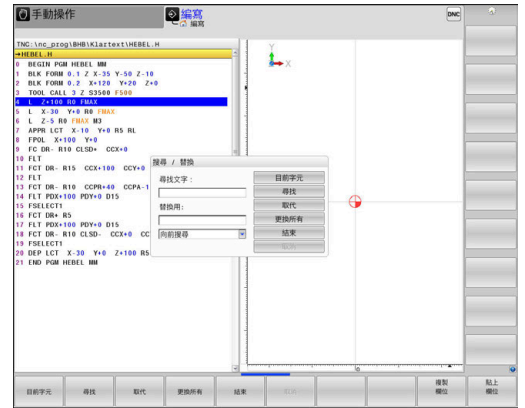 手動操作
編寫
編寫
DNC
TNC:\nc_prog\BHB\Klartext\HEBEL.H
→HEBEL.H
0 BEGIN PGM HEBEL MM
1 BLK FORM 0.1 Z X-35 Y-50 Z-10
2 BLK FORM 0.2 X+120 Y+20 Z+0
3 TOOL CALL 3 Z S3500 F500
4 L Z+100 R0 FMAX
5 L X-30 Y+0 R0 FMAX
6 L Z-5 R0 FMAX M3
7 APPR LCT X-10 Y+0 R5 RL
8 FPOL X+100 Y+0
9 FC DR- R10 CLSD+ CCX+0
10 FLT
11 FCT DR- R15 CCX+100 CCY+0
12 FLT
13 FCT DR- R10 CCPR+40 CCPA-1
14 FLT PDX+100 PDY+0 D15
15 FSELECT1
16 FCT DR+ R5
17 FLT PDX+100 PDY+0 D15
18 FCT DR- R10 CLSD- CCX+0 CC
19 FSELECT1
20 DEP LCT X-30 Y+0 Z+100 R5
21 END PGM HEBEL MM
Y
X
搜尋 / 替換
尋找文字：
目前字元
尋找
替換用:
取代
更換所有
向前搜尋
結束
取消
0
目前字元
尋找
取代
更換所有
結束
取消
複製
欄位
貼上
欄位